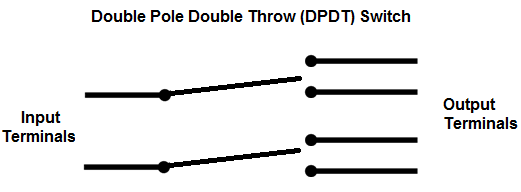 Double Pole Double Throw (DPDT) Switch
Input
Terminals
Output
Terminals